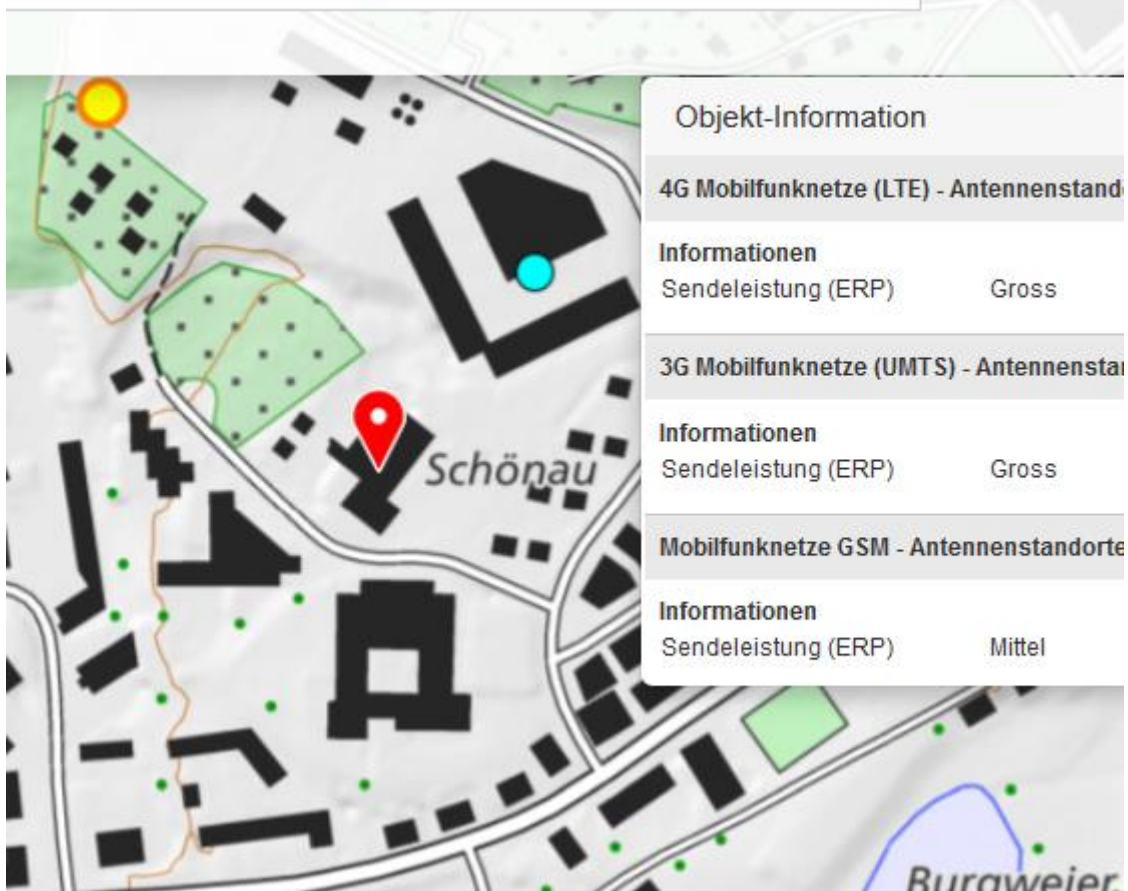 Objekt-Information
4G Mobilfunknetze (LTE) - Antennenstand
Informationen
Sendeleistung (ERP) Gross
3G Mobilfunknetze (UMTS) - Antennenstan
Informationen
Sendeleistung (ERP) Gross
Schönau
Mobilfunknetze GSM - Antennenstandorte
Informationen
Sendeleistung (ERP) Mittel
Burgweier